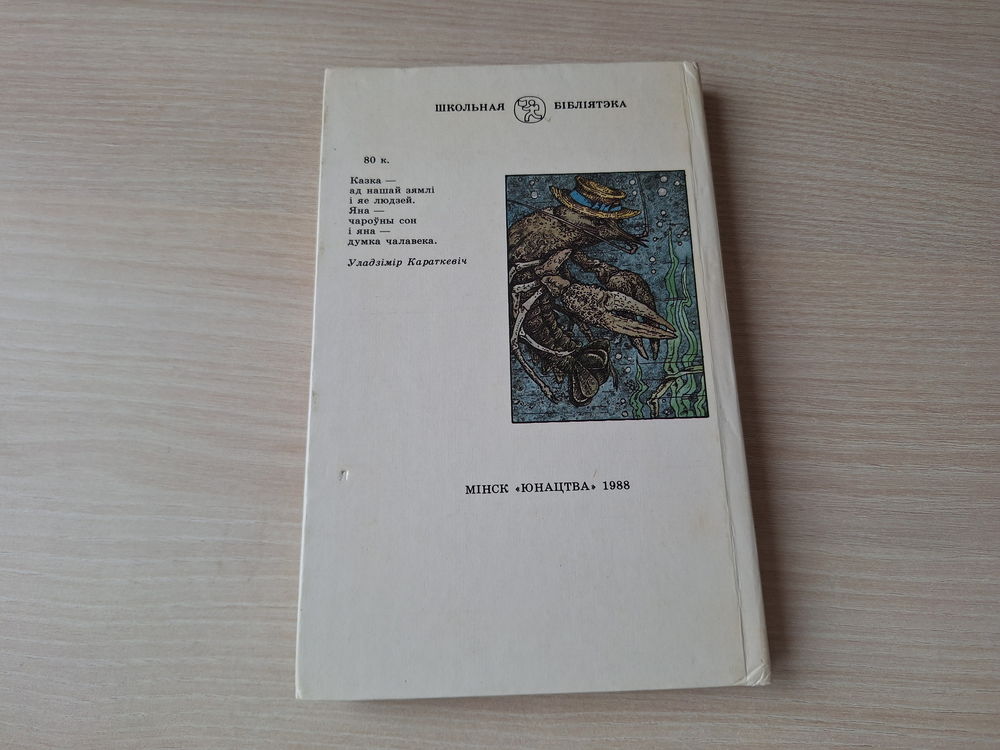 ШКОЛЬНАЯ БІБЛІЯТЭКА
80 к.
Казка —
ад нашай зямлі
і яе людзей.
Яна —
чароўны сон
і яна —
думка чалавека.
Уладзімір Караткевіч
МІНСК «ЮНАЦТВА» 1988